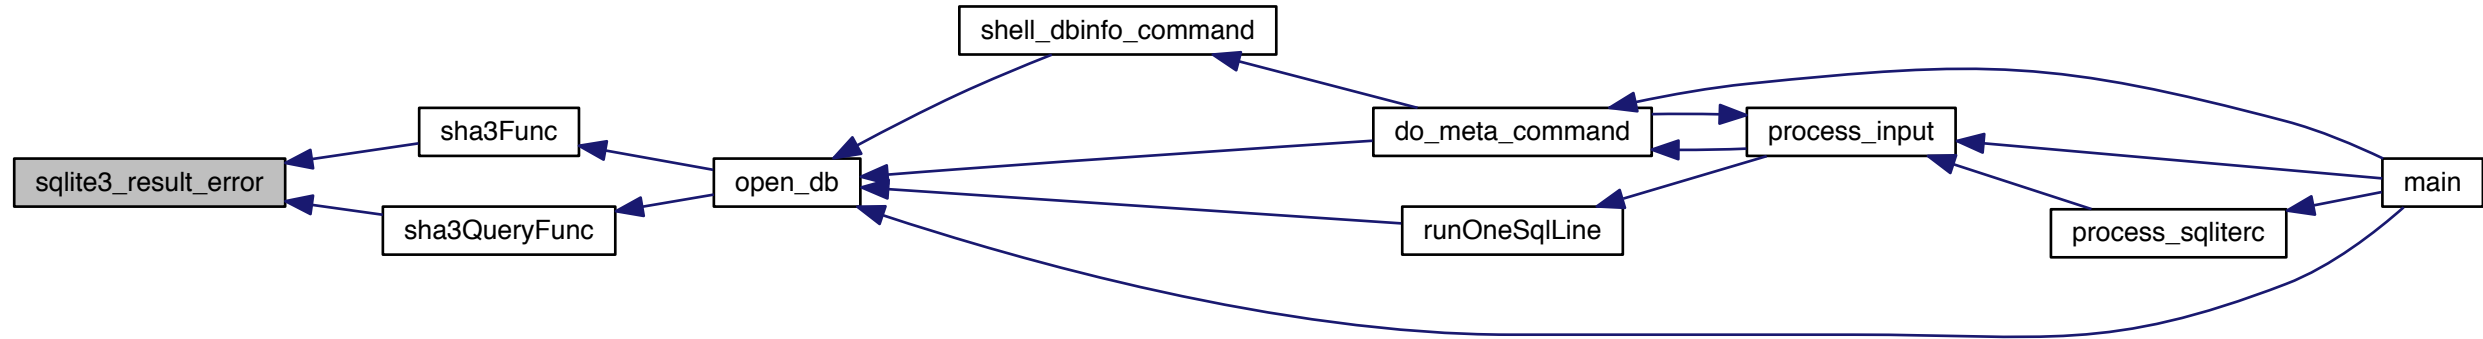 shell_dbinfo_command
sha3Func
do_meta_command
process_input
sqlite3_result_error
open_db
main
sha3QueryFunc
runOneSqlLine
process_sqliterc